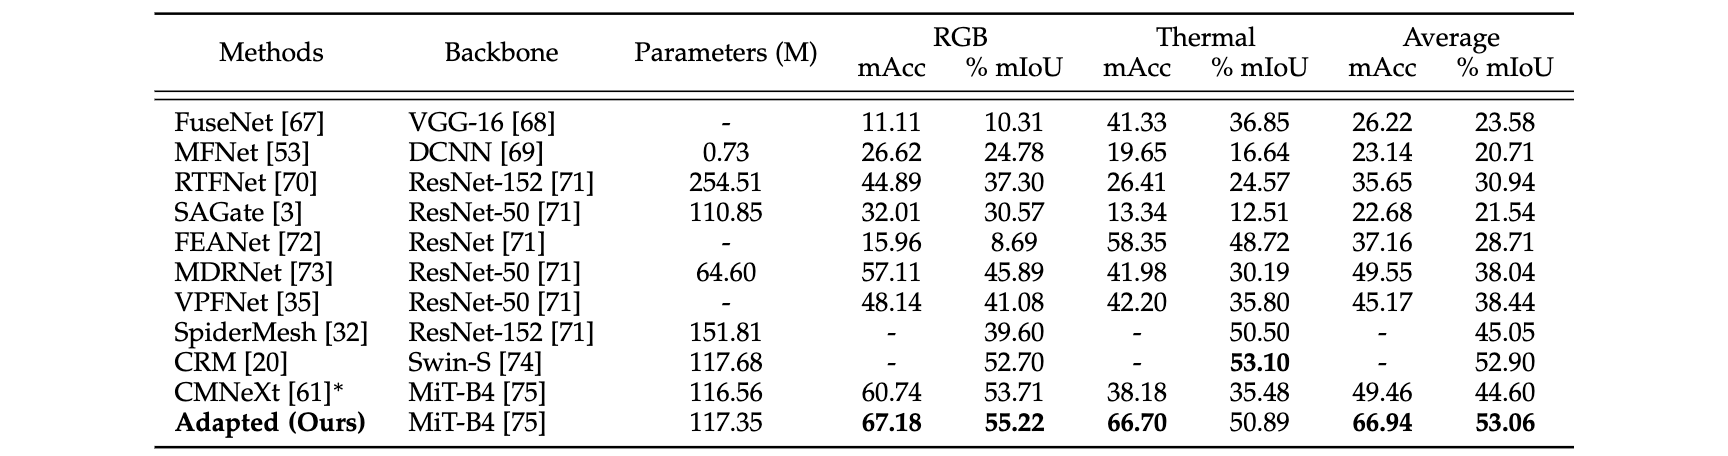 Methods Backbone Parameters (M) RGB Thermal Average
mAcc % mIoU mAcc % mIoU mAcc % mIoU
FuseNet [67] VGG-16 [68] - 11.11 10.31 41.33 36.85 26.22 23.58
MFNet [53] DCNN [69] 0.73 26.62 24.78 19.65 16.64 23.14 20.71
RTFNet [70] ResNet-152 [71] 254.51 44.89 37.30 26.41 24.57 35.65 30.94
SAGate [3] ResNet-50 [71] 110.85 32.01 30.57 13.34 12.51 22.68 21.54
FEANet [72] ResNet [71] - 15.96 8.69 58.35 48.72 37.16 28.71
MDRNet [73] ResNet-50 [71] 64.60 57.11 45.89 41.98 30.19 49.55 38.04
VPFNet [35] ResNet-50 [71] - 48.14 41.08 42.20 35.80 45.17 38.44
SpiderMesh [32] ResNet-152 [71] 151.81 - 39.60 - 50.50 - 45.05
CRM [20] Swin-S [74] 117.68 - 52.70 - 53.10 - 52.90
CMNeXt [61]* MiT-B4 [75] 116.56 60.74 53.71 38.18 35.48 49.46 44.60
Adapted (Ours) MiT-B4 [75] 117.35 67.18 55.22 66.70 50.89 66.94 53.06